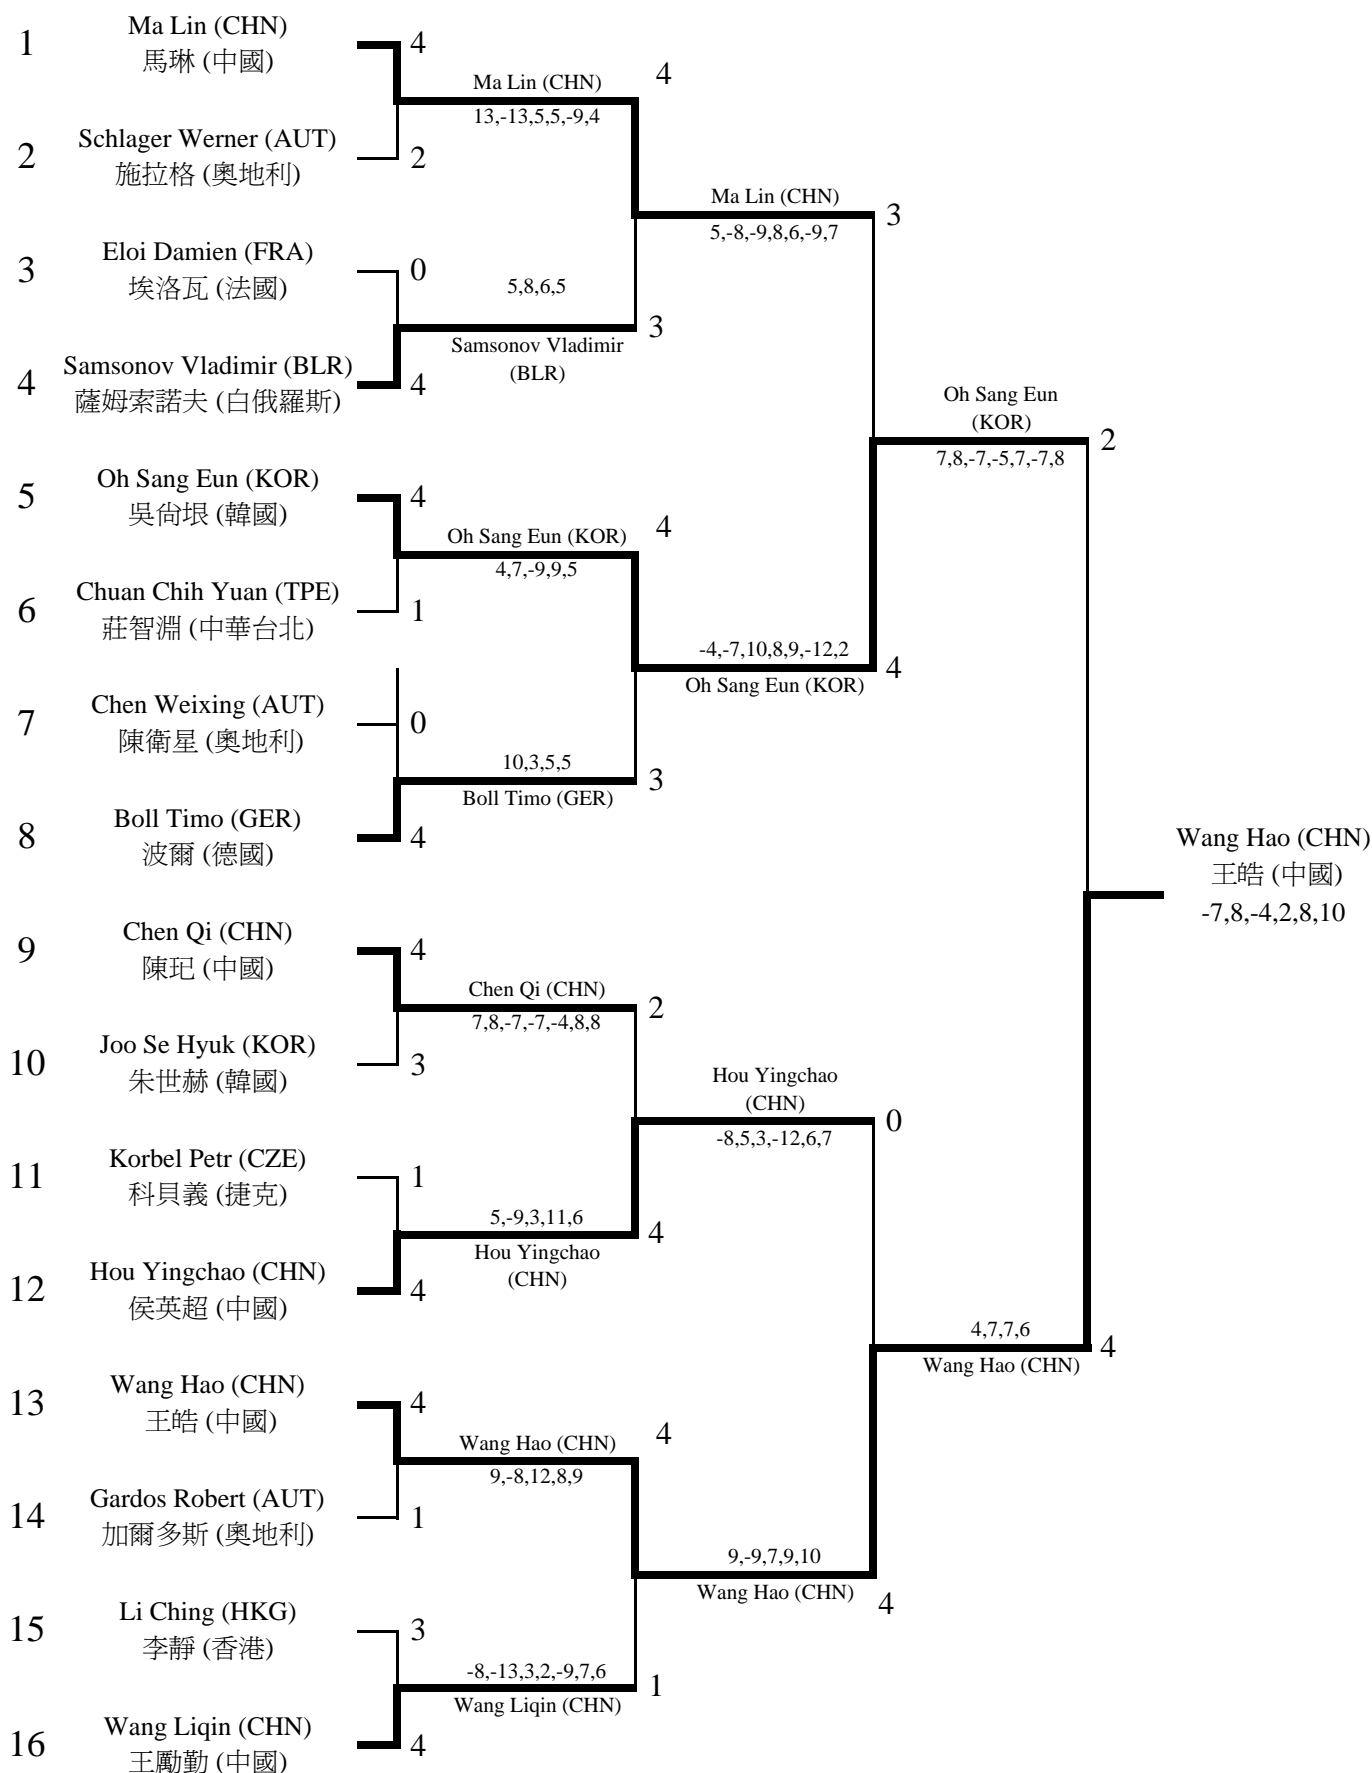 1
Ma Lin (CHN)
馬琳 (中國)
4
2
Schlager Werner (AUT)
施拉格 (奧地利)
2
3
Eloi Damien (FRA)
埃洛瓦 (法國)
0
4
Samsonov Vladimir (BLR)
薩姆索諾夫 (白俄羅斯)
4
5
Oh Sang Eun (KOR)
吳尚垠 (韓國)
4
6
Chuan Chih Yuan (TPE)
莊智淵 (中華台北)
1
7
Chen Weixing (AUT)
陳衛星 (奧地利)
0
8
Boll Timo (GER)
波爾 (德國)
4
9
Chen Qi (CHN)
陳玘 (中國)
4
10
Joo Se Hyuk (KOR)
朱世赫 (韓國)
3
11
Korbel Petr (CZE)
科貝義 (捷克)
1
12
Hou Yingchao (CHN)
侯英超 (中國)
4
13
Wang Hao (CHN)
王皓 (中國)
4
14
Gardos Robert (AUT)
加爾多斯 (奧地利)
1
15
Li Ching (HKG)
李靜 (香港)
3
16
Wang Liqin (CHN)
王勵勤 (中國)
4
Ma Lin (CHN)
13,-13,5,5,-9,4
4
5,8,6,5
Samsonov Vladimir
(BLR)
3
Oh Sang Eun (KOR)
4,7,-9,9,5
4
10,3,5,5
Boll Timo (GER)
3
Chen Qi (CHN)
7,8,-7,-7,-4,8,8
2
5,-9,3,11,6
Hou Yingchao
(CHN)
4
Wang Hao (CHN)
9,-8,12,8,9
4
-8,-13,3,2,-9,7,6
Wang Liqin (CHN)
1
Ma Lin (CHN)
5,-8,-9,8,6,-9,7
3
-4,-7,10,8,9,-12,2
Oh Sang Eun (KOR)
4
Hou Yingchao
(CHN)
-8,5,3,-12,6,7
0
9,-9,7,9,10
Wang Hao (CHN)
4
Oh Sang Eun
(KOR)
7,8,-7,-5,7,-7,8
2
4,7,7,6
Wang Hao (CHN)
4
Wang Hao (CHN)
王皓 (中國)
-7,8,-4,2,8,10